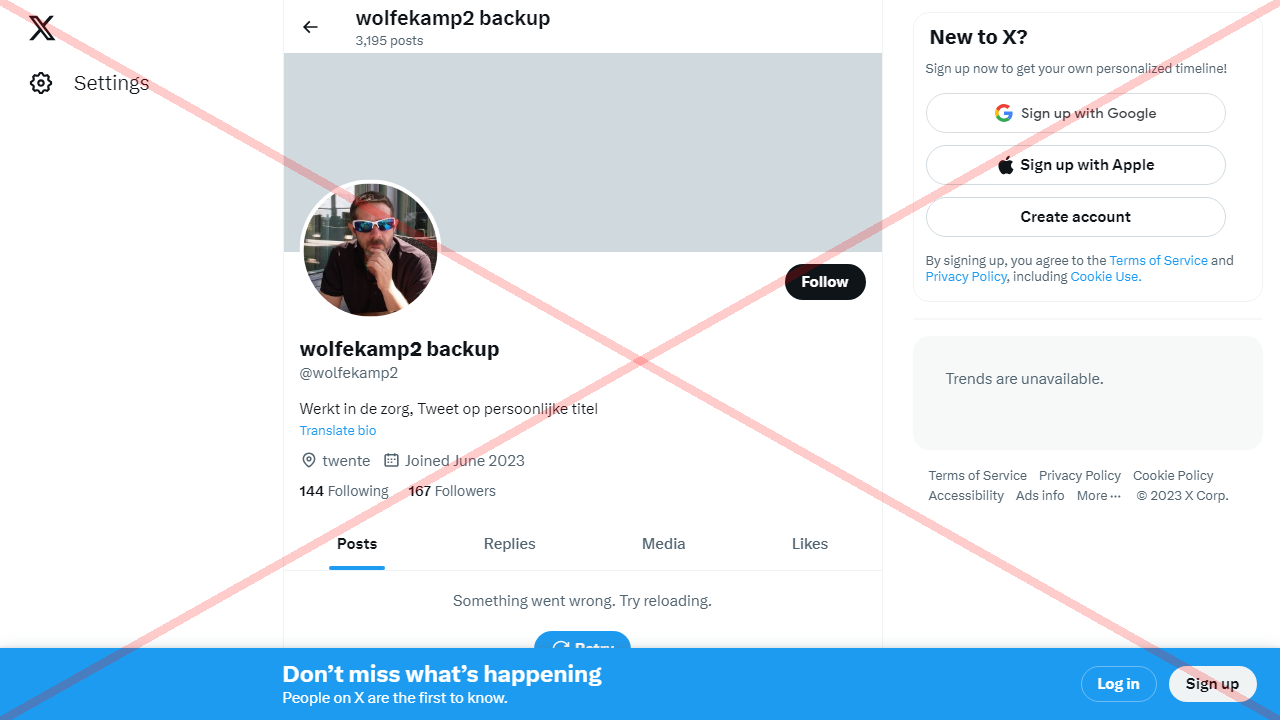 Settings
wolfekamp2 backup
3,195 posts
Follow
wolfekamp2 backup
@wolfekamp2
Werkt in de zorg, Tweet op persoonlijke titel
Translate bio
twente Joined June 2023
144 Following 167 Followers
Posts Replies Media Likes
Something went wrong. Try reloading.
Retry
New to X?
Sign up now to get your own personalized timeline!
Sign up with Google
Sign up with Apple
Create account
By signing up, you agree to the Terms of Service and
Privacy Policy, including Cookie Use.
Trends are unavailable.
Terms of Service Privacy Policy Cookie Policy
Accessibility Ads info More ··· © 2023 X Corp.
Don’t miss what’s happening
People on X are the first to know.
Log in Sign up